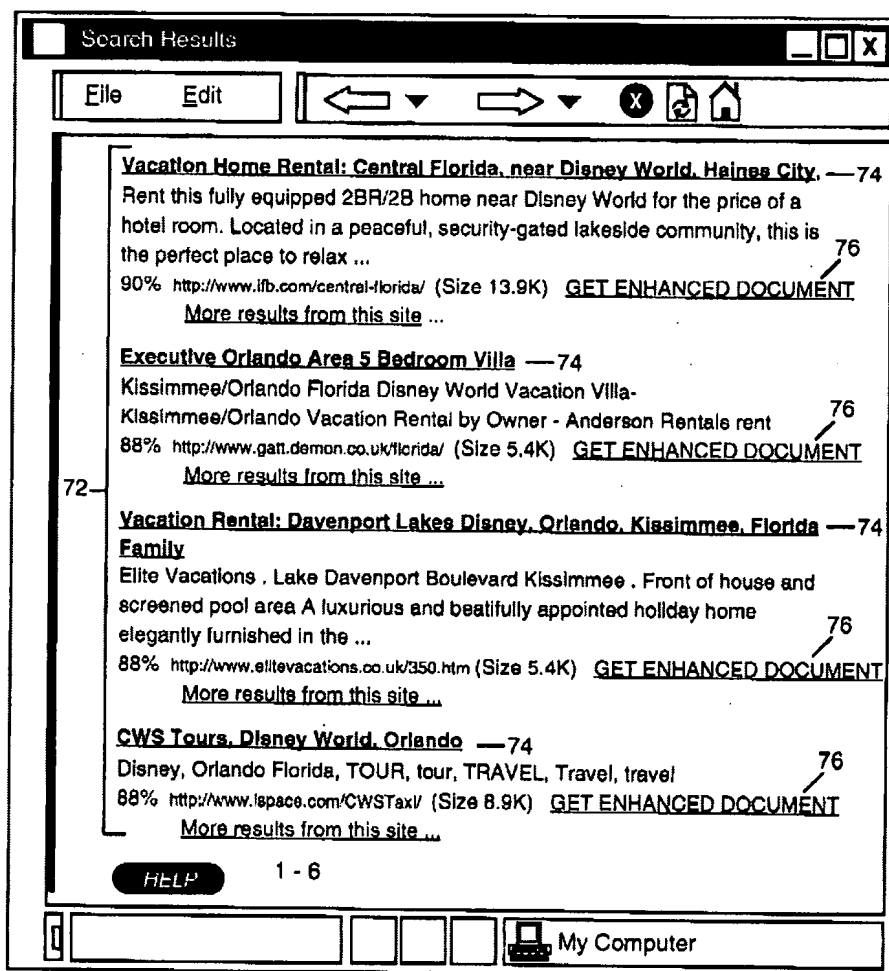 Search Results
File Edit
Vacation Home Rental: Central Florida, near Disney World, Haines City, 74
Rent this fully equipped 2BR/2B home near Disney World for the price of a
hotel room. Located in a peaceful, security-gated lakeside community, this is
the perfect place to relax ...
76
90% http://www.ifb.com/central-florida/ (Size 13.9K) GET ENHANCED DOCUMENT
More results from this site ...
Executive Orlando Area 5 Bedroom Villa 74
Kissimmee/Orlando Florida Disney World Vacation Villa-
Kissimmee/Orlando Vacation Rental by Owner - Anderson Rentals rent
76
88% http://www.gatt.demon.co.uk/florida/ (Size 5.4K) GET ENHANCED DOCUMENT
More results from this site ...
72
Vacation Rental: Davenport Lakes Disney, Orlando, Kissimmee, Florida 74
Family
Elite Vacations . Lake Davenport Boulevard Kissimmee . Front of house and
screened pool area A luxurious and beatifully appointed holiday home
elegantly furnished in the ...
76
88% http://www.elitevacations.co.uk/350.htm (Size 5.4K) GET ENHANCED DOCUMENT
More results from this site ...
CWS Tours, Disney World, Orlando 74
Disney, Orlando Florida, TOUR, tour, TRAVEL, Travel, travel
76
88% http://www.ispace.com/CWSTaxi/ (Size 8.9K) GET ENHANCED DOCUMENT
More results from this site ...
HELP 1 - 6
My Computer